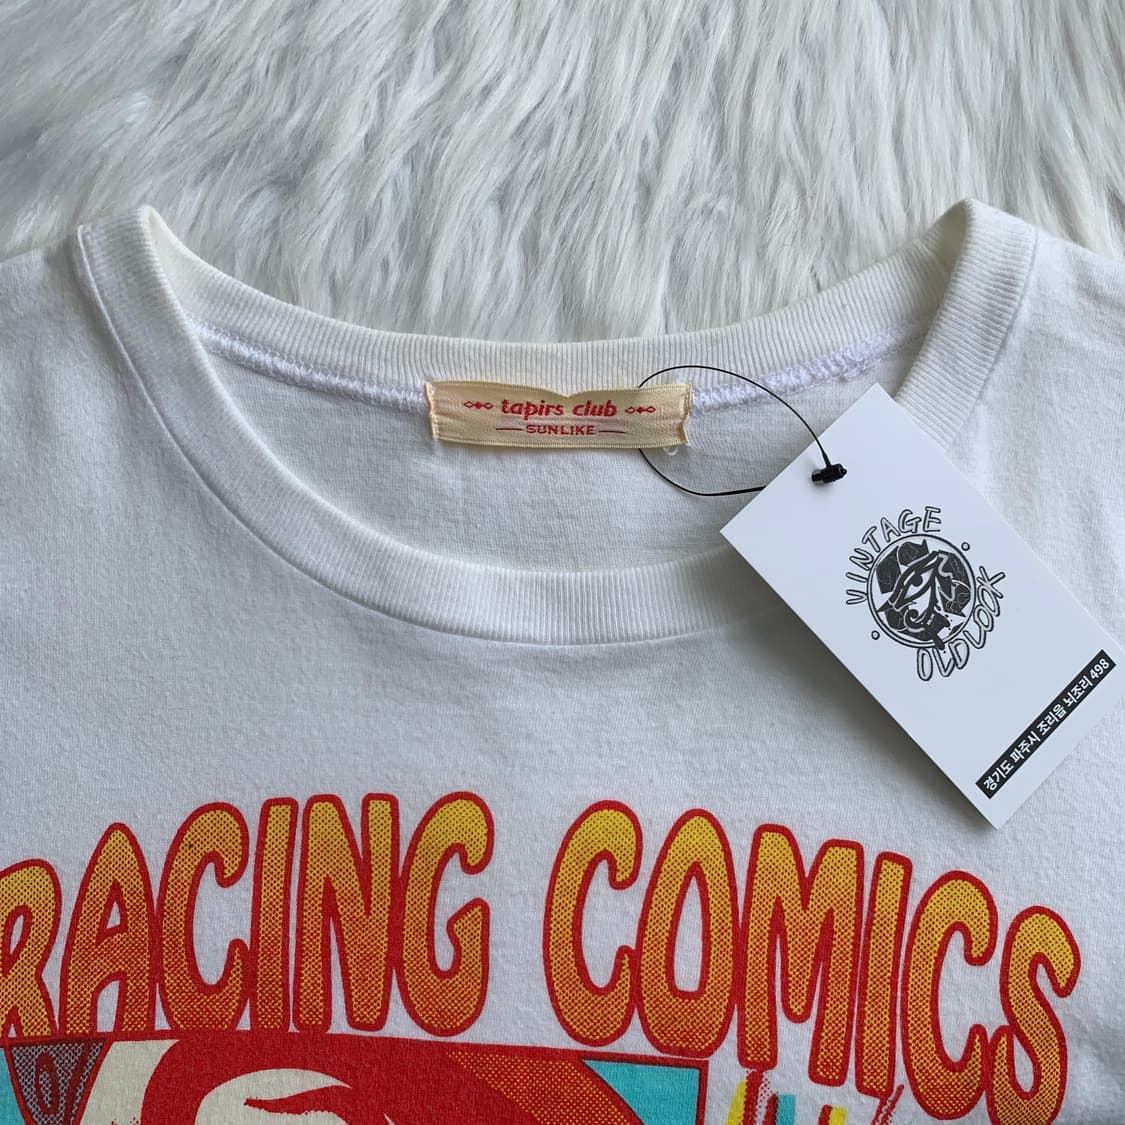 tapirs club
SUNLIKE
VINTAGE
OLDLOOK
경기도 파주시 조리읍 뇌조리 498
RACING COMICS